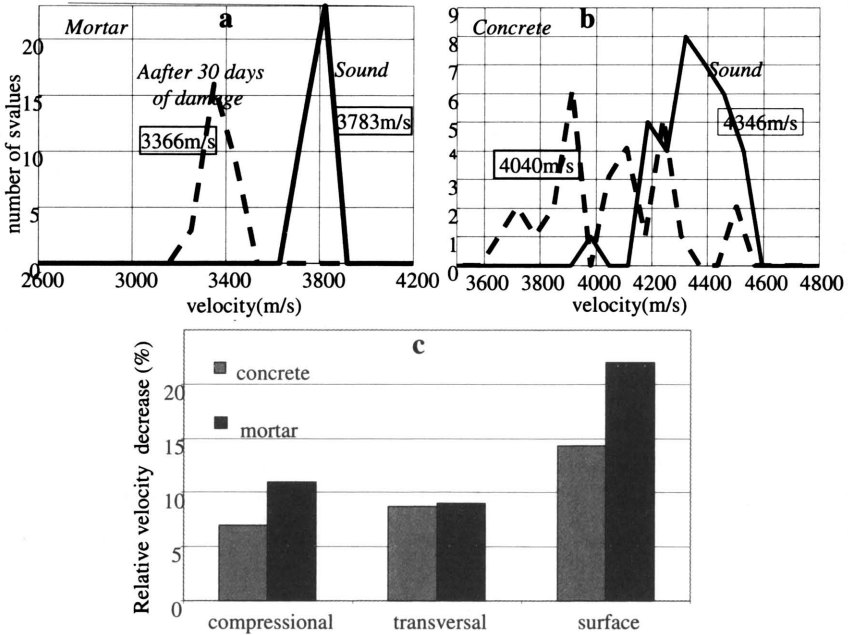 a
Mortar
Aafter 30 days
of damage
Sound
3366m/s
3783m/s
number of svalues
20
15
10
5
0
2600 3000 3400 3800 4200
velocity(m/s)
b
Concrete
Sound
4040m/s
4346m/s
9
8
7
6
5
4
3
2
1
0
3600 3800 4000 4200 4400 4600 4800
velocity(m/s)
c
concrete
mortar
Relative velocity decrease (%)
20
15
10
5
0
compressional transversal surface